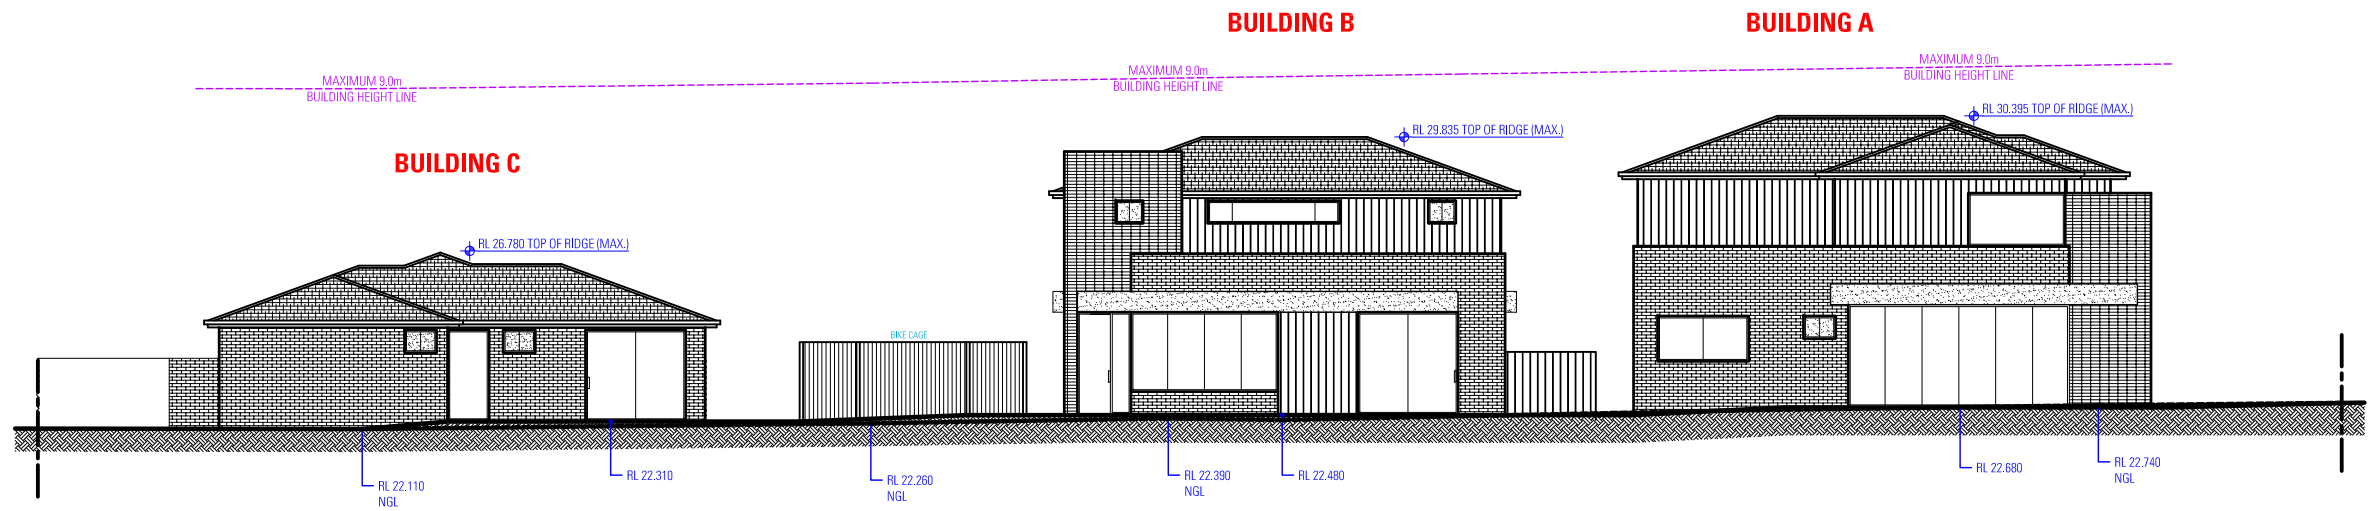 BUILDING B
BUILDING A
MAXIMUM 9.0m
BUILDING HEIGHT LINE
MAXIMUM 9.0m
BUILDING HEIGHT LINE
MAXIMUM 9.0m
BUILDING HEIGHT LINE
RL 30.395 TOP OF RIDGE (MAX.)
RL 29.835 TOP OF RIDGE (MAX.)
BUILDING C
RL 26.780 TOP OF RIDGE (MAX.)
BIKE CAGE
RL 22.110
NGL
RL 22.310
RL 22.260
NGL
RL 22.390
NGL
RL 22.480
RL 22.680
RL 22.740
NGL